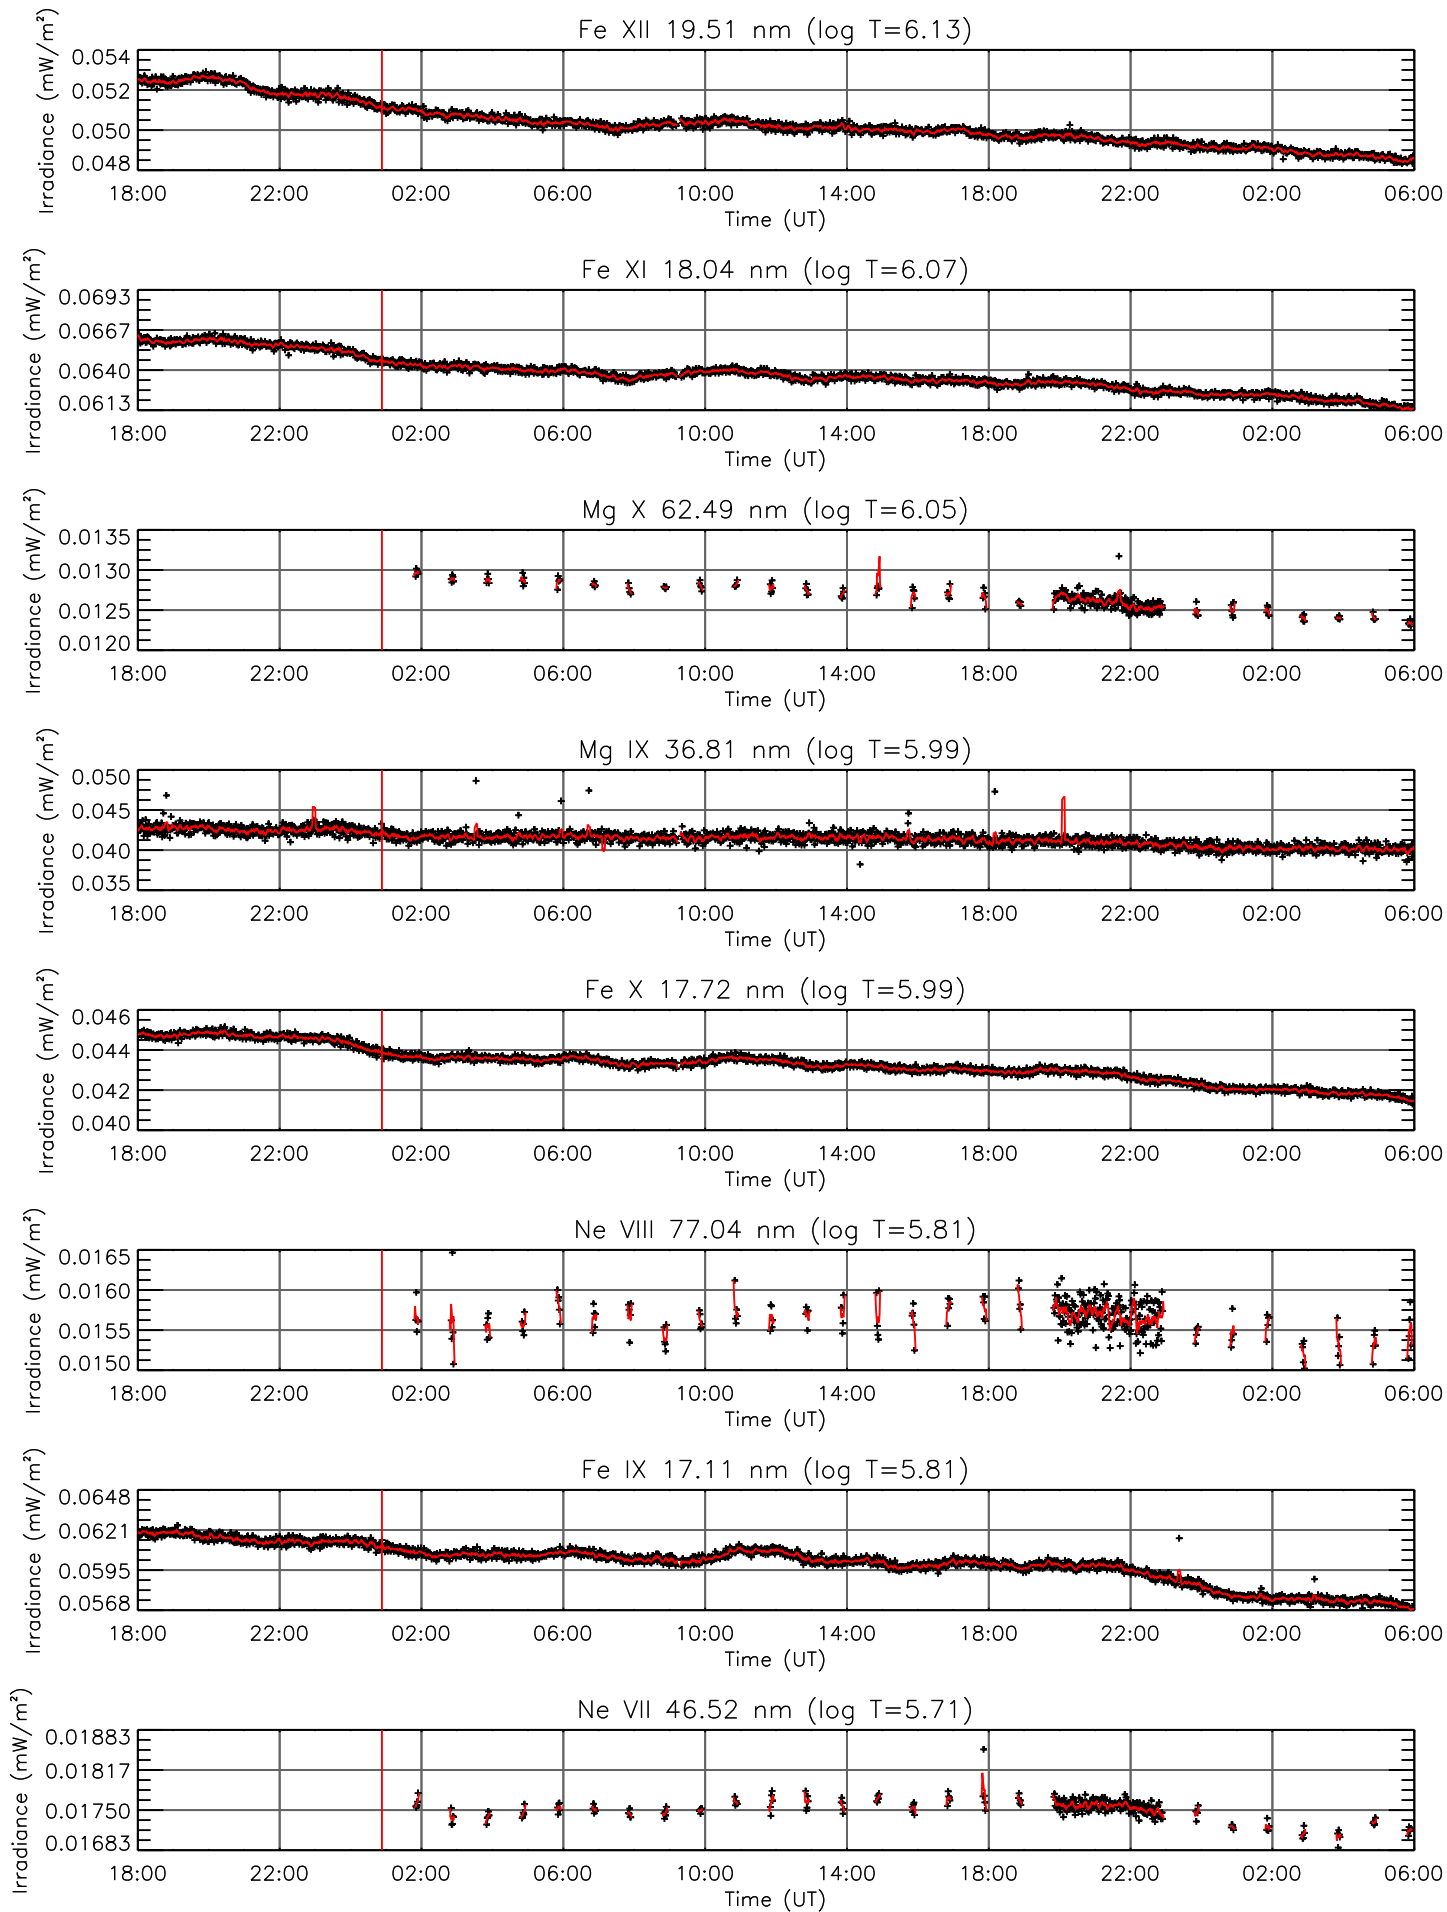 Fe XII 19.51 nm (log T=6.13)
Irradiance (mW/m²)
0.054
0.052
0.050
0.048
18:00 22:00 02:00 06:00 10:00 14:00 18:00 22:00 02:00 06:00
Time (UT)
Fe XI 18.04 nm (log T=6.07)
Irradiance (mW/m²)
0.0693
0.0667
0.0640
0.0613
18:00 22:00 02:00 06:00 10:00 14:00 18:00 22:00 02:00 06:00
Time (UT)
Mg X 62.49 nm (log T=6.05)
Irradiance (mW/m²)
0.0135
0.0130
0.0125
0.0120
18:00 22:00 02:00 06:00 10:00 14:00 18:00 22:00 02:00 06:00
Time (UT)
Mg IX 36.81 nm (log T=5.99)
Irradiance (mW/m²)
0.050
0.045
0.040
0.035
18:00 22:00 02:00 06:00 10:00 14:00 18:00 22:00 02:00 06:00
Time (UT)
Fe X 17.72 nm (log T=5.99)
Irradiance (mW/m²)
0.046
0.044
0.042
0.040
18:00 22:00 02:00 06:00 10:00 14:00 18:00 22:00 02:00 06:00
Time (UT)
Ne VIII 77.04 nm (log T=5.81)
Irradiance (mW/m²)
0.0165
0.0160
0.0155
0.0150
18:00 22:00 02:00 06:00 10:00 14:00 18:00 22:00 02:00 06:00
Time (UT)
Fe IX 17.11 nm (log T=5.81)
Irradiance (mW/m²)
0.0648
0.0621
0.0595
0.0568
18:00 22:00 02:00 06:00 10:00 14:00 18:00 22:00 02:00 06:00
Time (UT)
Ne VII 46.52 nm (log T=5.71)
Irradiance (mW/m²)
0.01883
0.01817
0.01750
0.01683
18:00 22:00 02:00 06:00 10:00 14:00 18:00 22:00 02:00 06:00
Time (UT)